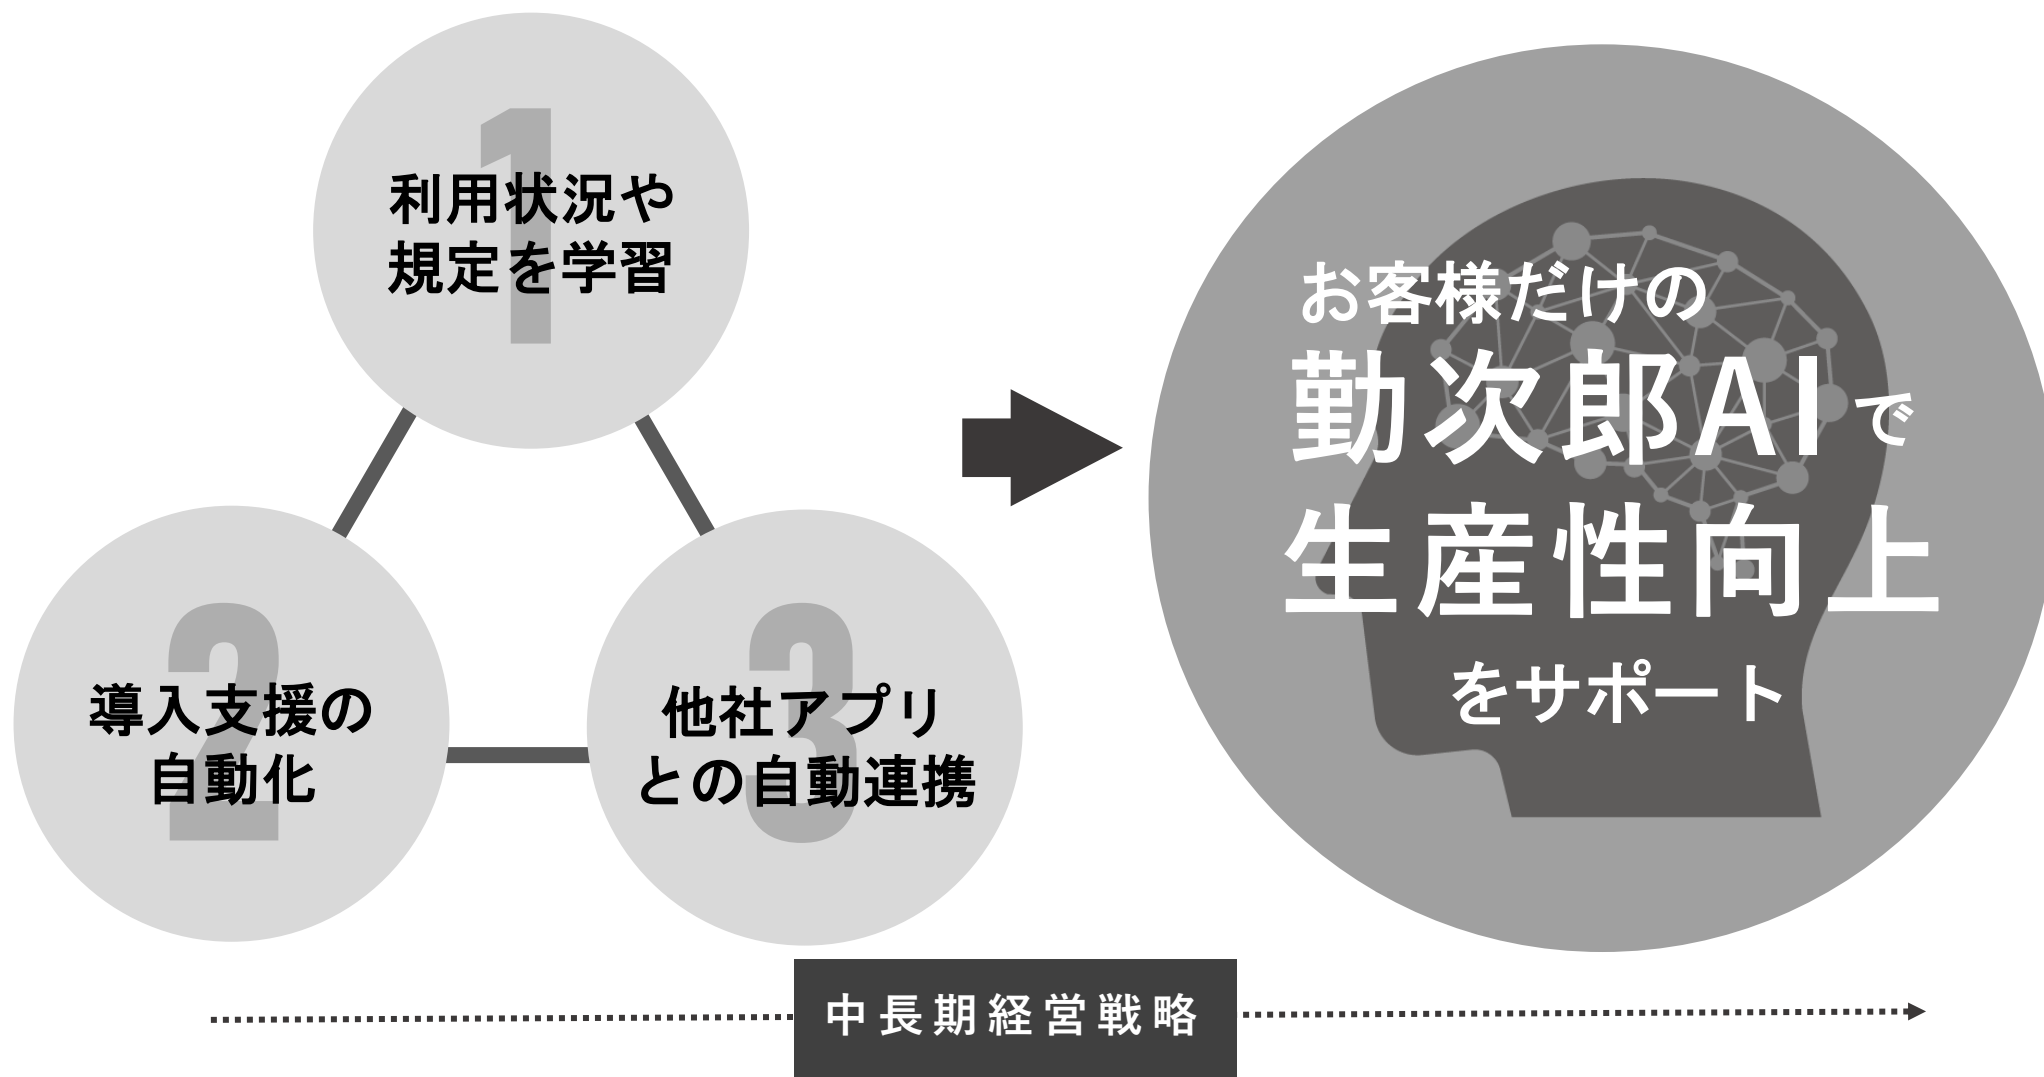 1
利用状況や
規定を学習
2
導入支援の
自動化
3
他社アプリ
との自動連携
お客様だけの
勤次郎AIで
生産性向上
をサポート
中長期経営戦略